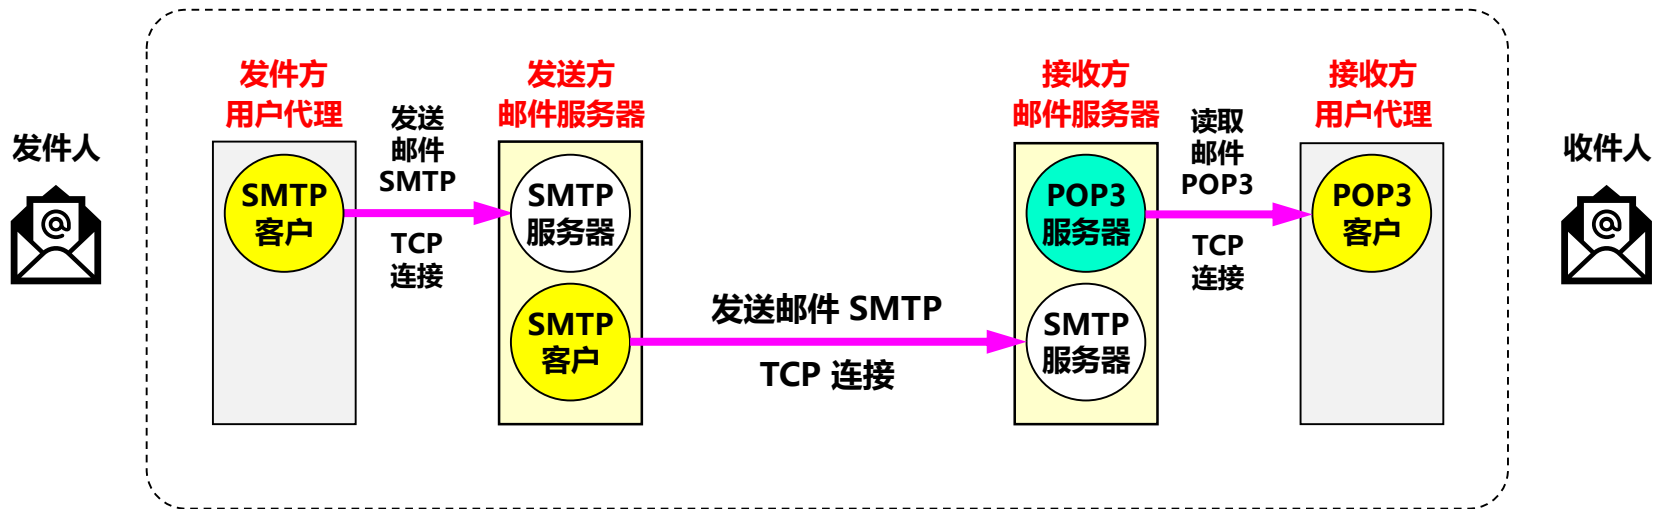 发件人
发件方
用户代理
SMTP
客户
发送
邮件
SMTP
TCP
连接
发送方
邮件服务器
SMTP
服务器
SMTP
客户
发送邮件 SMTP
TCP 连接
接收方
邮件服务器
POP3
服务器
SMTP
服务器
读取
邮件
POP3
TCP
连接
接收方
用户代理
POP3
客户
收件人
@
@